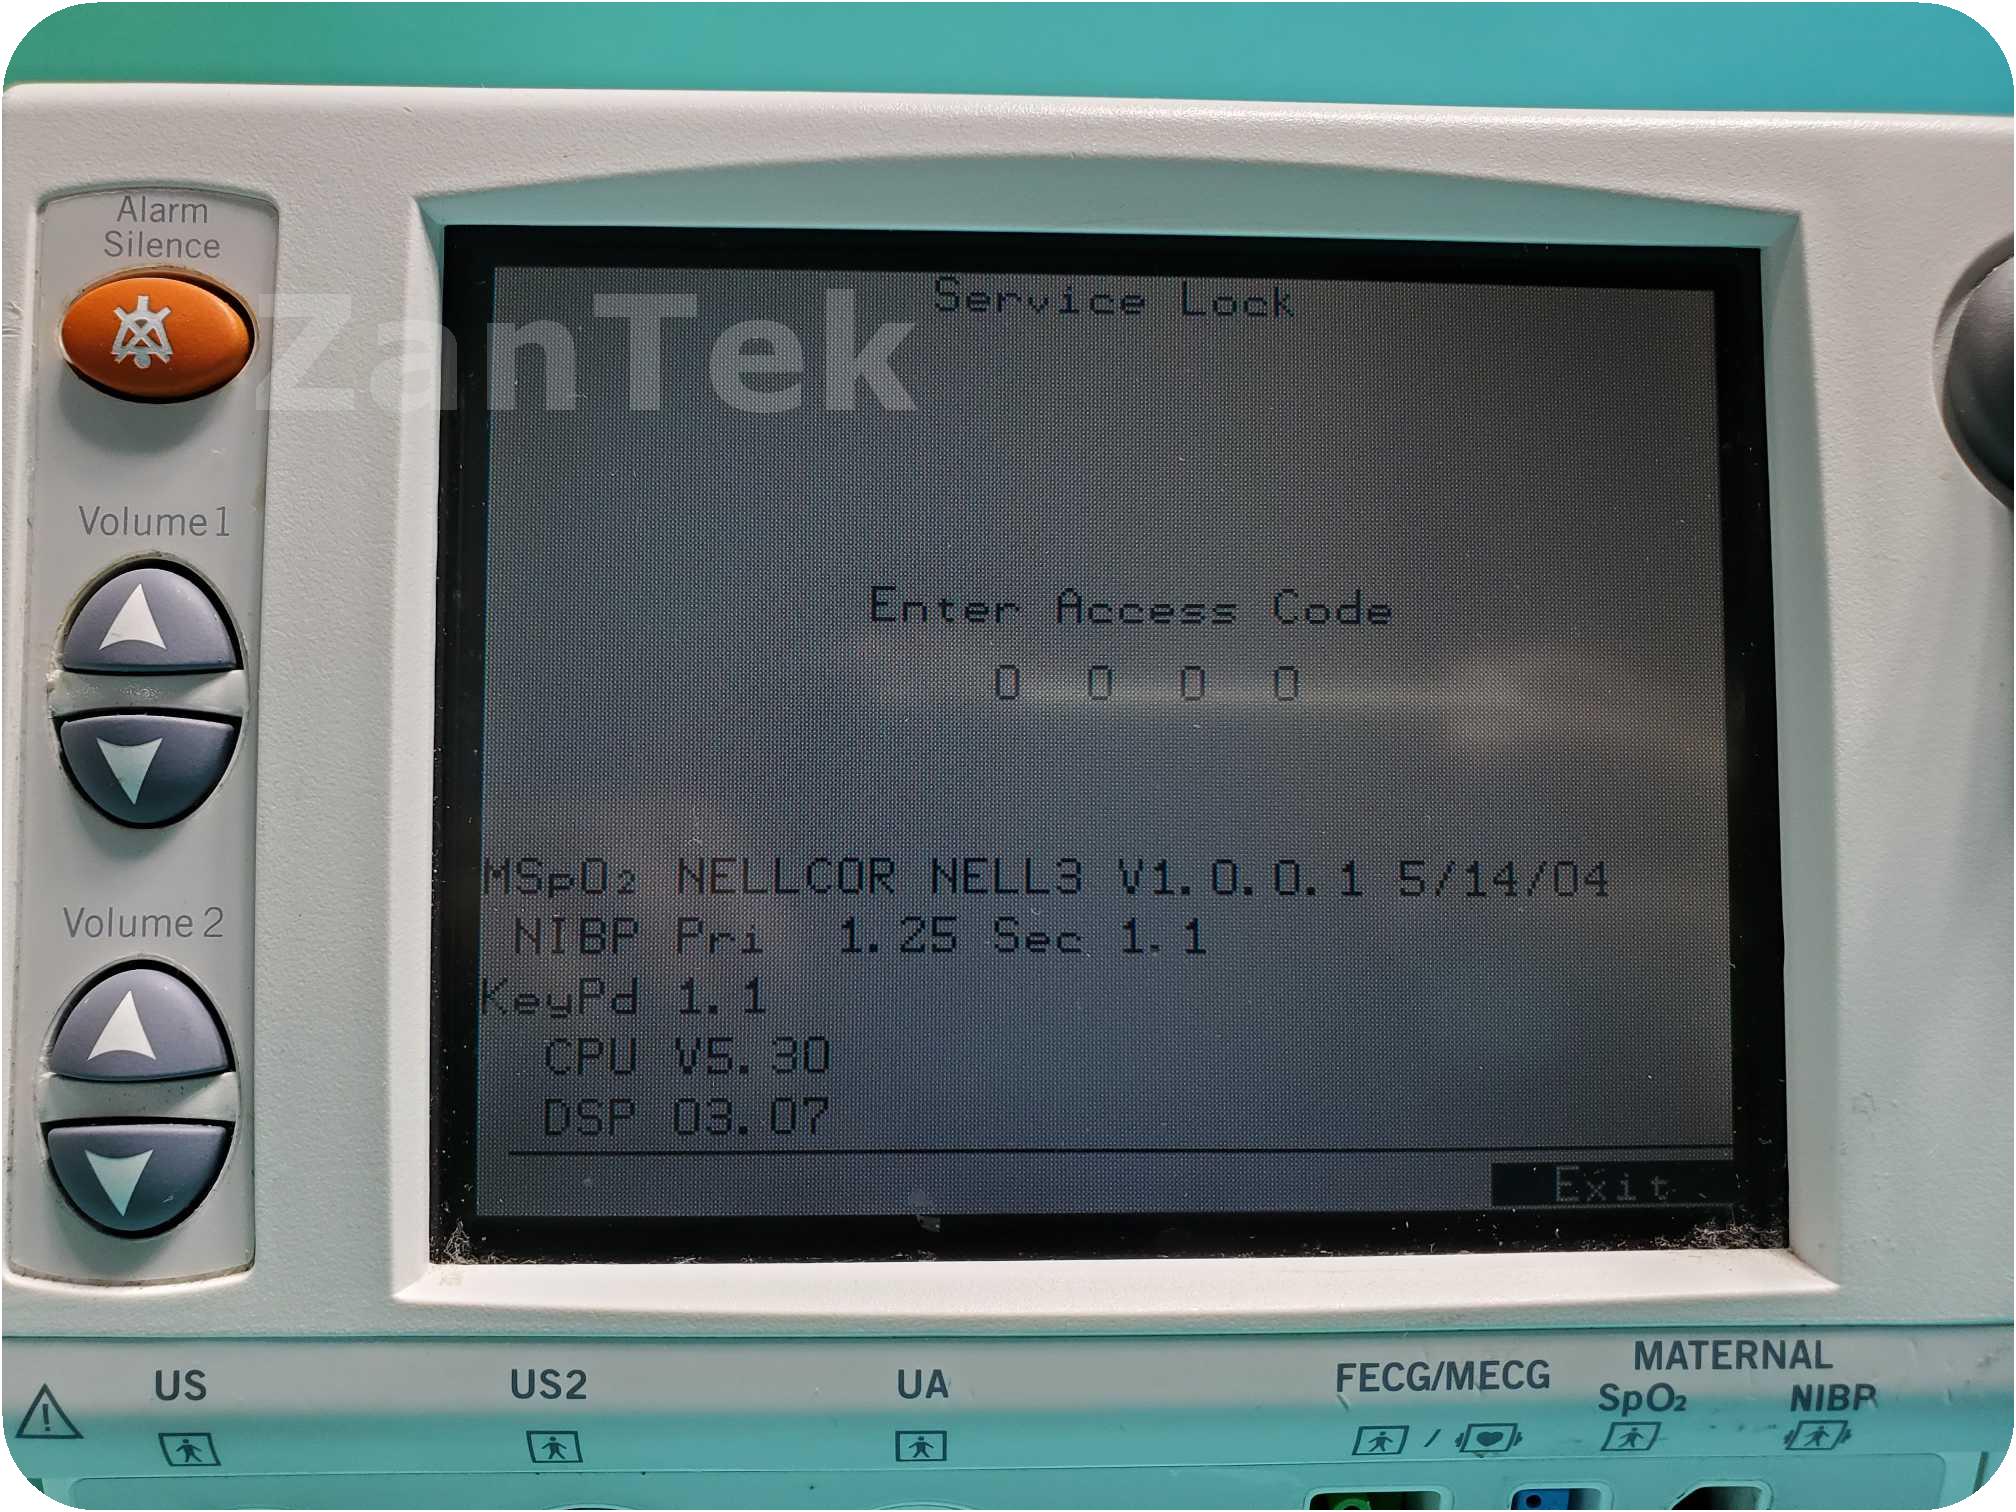 Alarm
Silence
ZanTek
Volume 1
Volume 2
Service Lock
Enter Access Code
0 0 0 0
MSpO₂ NELLCOR NELL3 V1.0.0.1 5/14/04
NIBP Pri 1.25 Sec 1.1
KeyPd 1.1
CPU V5.30
DSP 03.07
Exit
US
US2
UA
FECG/MECG
MATERNAL
SpO₂
NIBP